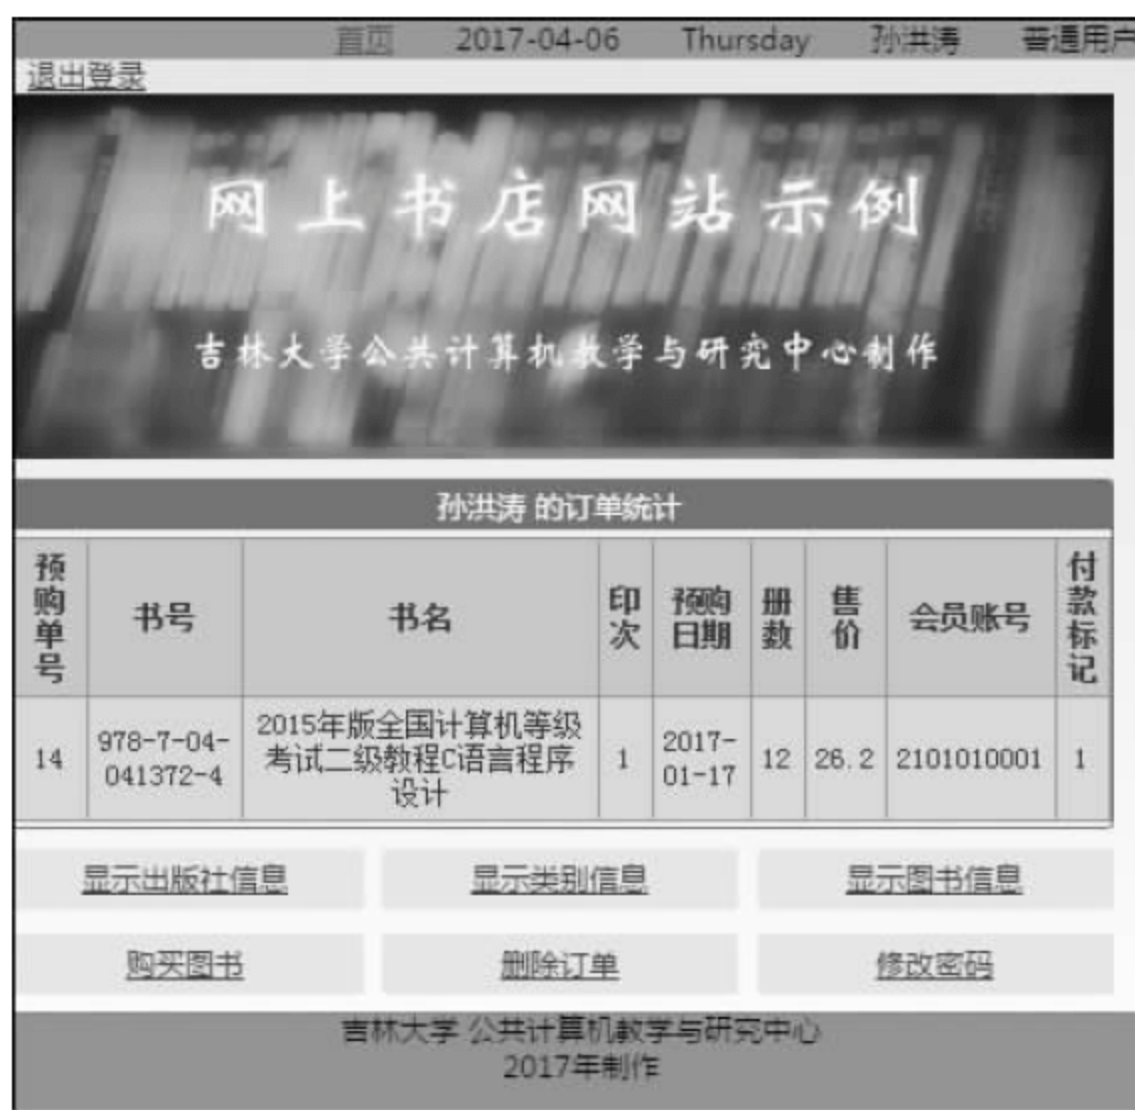 首页 2017-04-06 Thursday 孙洪涛 普通用户
退出登录
网上书店网站示例
吉林大学公共计算机教学与研究中心制作
孙洪涛 的订单统计
预购单号 书号 书名 印次 预购日期 册数 售价 会员账号 付款标记
14 978-7-04-041372-4 2015年版全国计算机等级考试二级教程C语言程序设计 1 2017-01-17 12 26.2 2101010001 1
显示出版社信息 显示类别信息 显示图书信息
购买图书 删除订单 修改密码
吉林大学 公共计算机教学与研究中心
2017年制作